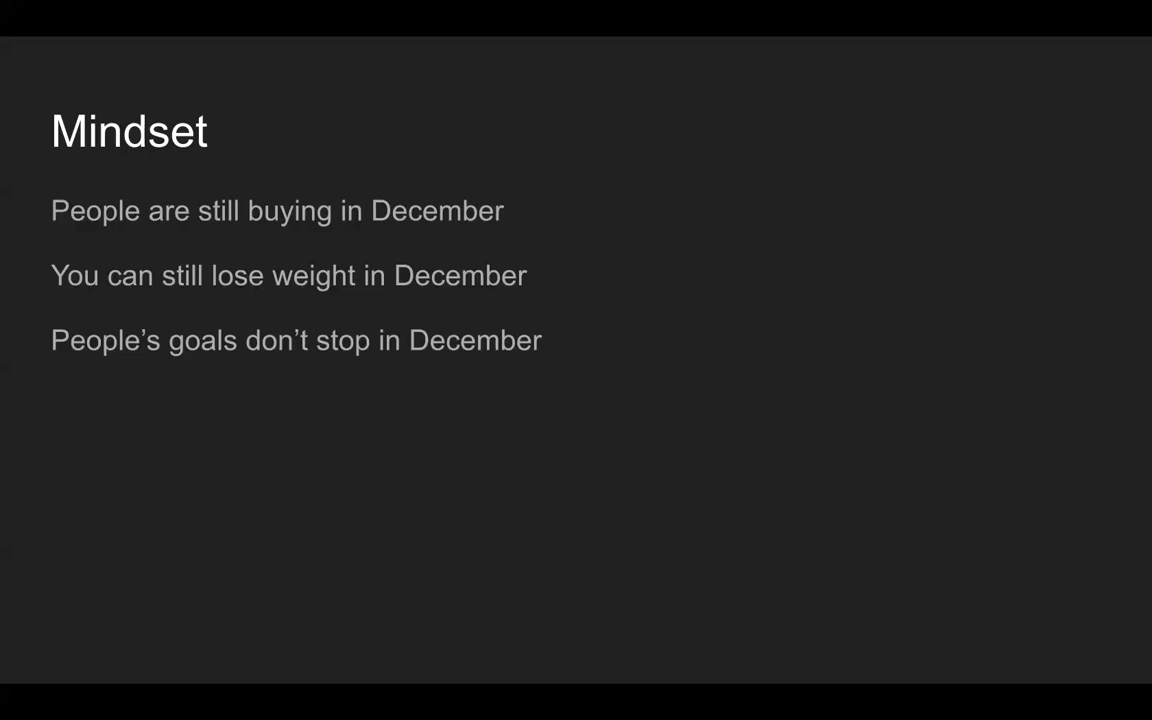 Mindset
People are still buying in December
You can still lose weight in December
People’s goals don’t stop in December